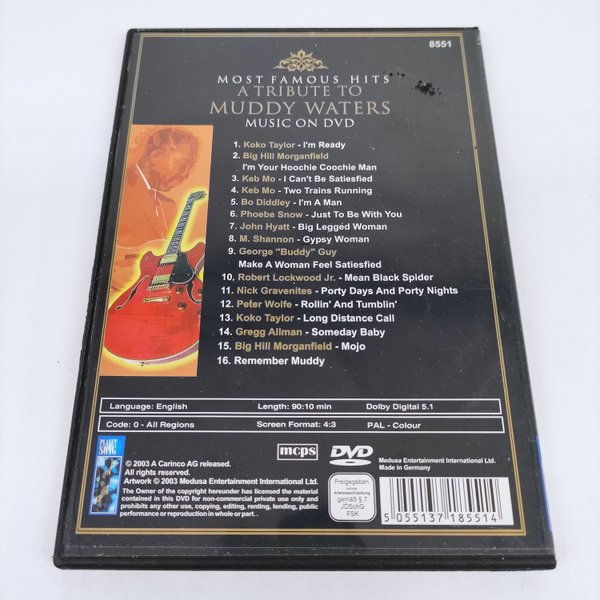 8551
MOST FAMOUS HITS
A TRIBUTE TO
MUDDY WATERS
MUSIC ON DVD
1. Koko Taylor - I'm Ready
2. Big Hill Morganfield
I'm Your Hoochie Coochie Man
3. Keb Mo - I Can't Be Satiesfied
4. Keb Mo - Two Trains Running
5. Bo Diddley - I'm A Man
6. Phoebe Snow - Just To Be With You
7. John Hyatt - Big Legged Woman
8. M. Shannon - Gypsy Woman
9. George "Buddy" Guy
Make A Woman Feel Satiesfied
10. Robert Lockwood Jr. - Mean Black Spider
11. Nick Gravenites - Porty Days And Porty Nights
12. Peter Wolfe - Rollin' And Tumblin'
13. Koko Taylor - Long Distance Call
14. Gregg Allman - Someday Baby
15. Big Hill Morganfield - Mojo
16. Remember Muddy
Language: English Length: 90:10 min Dolby Digital 5.1
Code: 0 - All Regions Screen Format: 4:3 PAL - Colour
PLANET
SONG
© 2003 A Carinco AG released.
All rights reserved.
Artwork © 2003 Medusa Entertainment International Ltd.
The Owner of the copyright hereunder has licensed the material
contained in this DVD for non-commercial private use only and
prohibits any other use, copying, editing, renting, lending, public
performance or reproduction in whole or part. .
mcps
DVD
Medusa Entertainment International Ltd.
Made in Germany
Freigegeben
ohne
Altersbeschränkung
gemäß § 7
JÖSchG
FSK
5 055137 185514